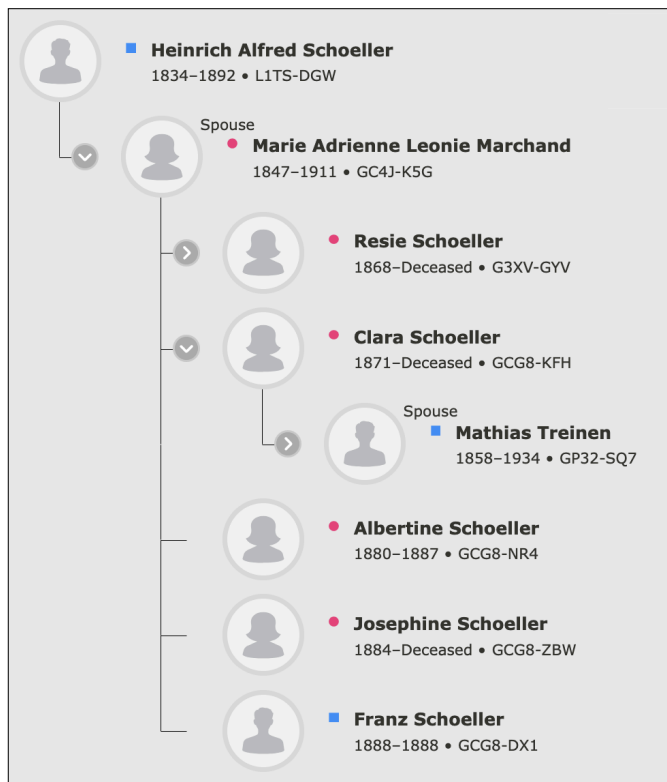 Heinrich Alfred Schoeller
1834–1892 • L1TS-DGW
Spouse
Marie Adrienne Leonie Marchand
1847–1911 • GC4J-K5G
Resie Schoeller
1868–Deceased • G3XV-GYV
Clara Schoeller
1871–Deceased • GCG8-KFH
Spouse
Mathias Treinen
1858–1934 • GP32-SQ7
Albertine Schoeller
1880–1887 • GCG8-NR4
Josephine Schoeller
1884–Deceased • GCG8-ZBW
Franz Schoeller
1888–1888 • GCG8-DX1